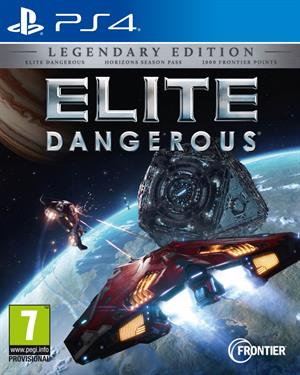 PS4
LEGENDARY EDITION
ELITE DANGEROUS HORIZONS SEASON PASS 1000 FRONTIER POINTS
ELITE
DANGEROUS
7
www.pegi.info
PROVISIONAL
FRONTIER